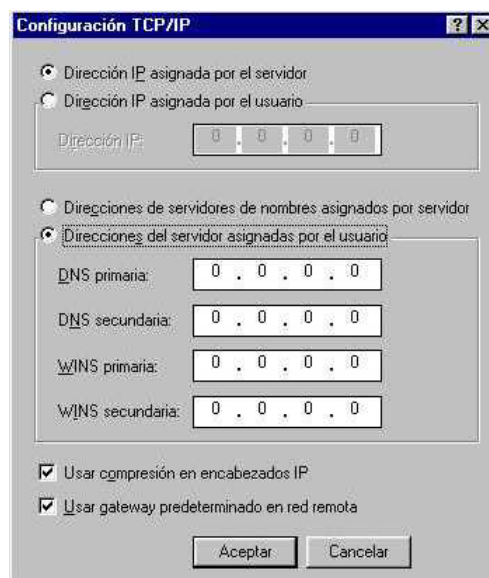 Configuración TCP/IP
Dirección IP asignada por el servidor
Dirección IP asignada por el usuario
Dirección IP: 0 . 0 . 0 . 0
Direcciones de servidores de nombres asignados por servidor
Direcciones del servidor asignadas por el usuario
DNS primaria: 0 . 0 . 0 . 0
DNS secundaria: 0 . 0 . 0 . 0
WINS primaria: 0 . 0 . 0 . 0
WINS secundaria: 0 . 0 . 0 . 0
Usar compresión en encabezados IP
Usar gateway predeterminado en red remota
Aceptar Cancelar